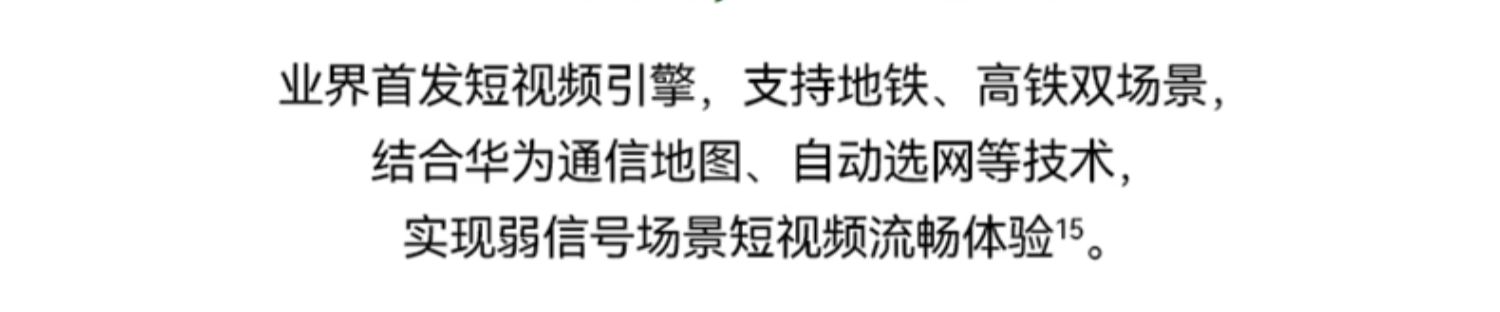 业界首发短视频引擎，支持地铁、高铁双场景，
结合华为通信地图、自动选网等技术，
实现弱信号场景短视频流畅体验¹⁵。